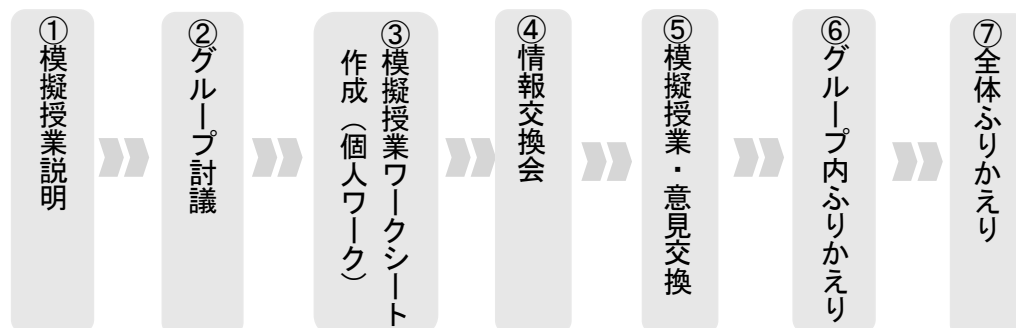 ①模擬授業説明
②グループ討議
③模擬授業ワークシート
作成（個人ワーク）
④情報交換会
⑤模擬授業・意見交換
⑥グループ内ふりかえり
⑦全体ふりかえり